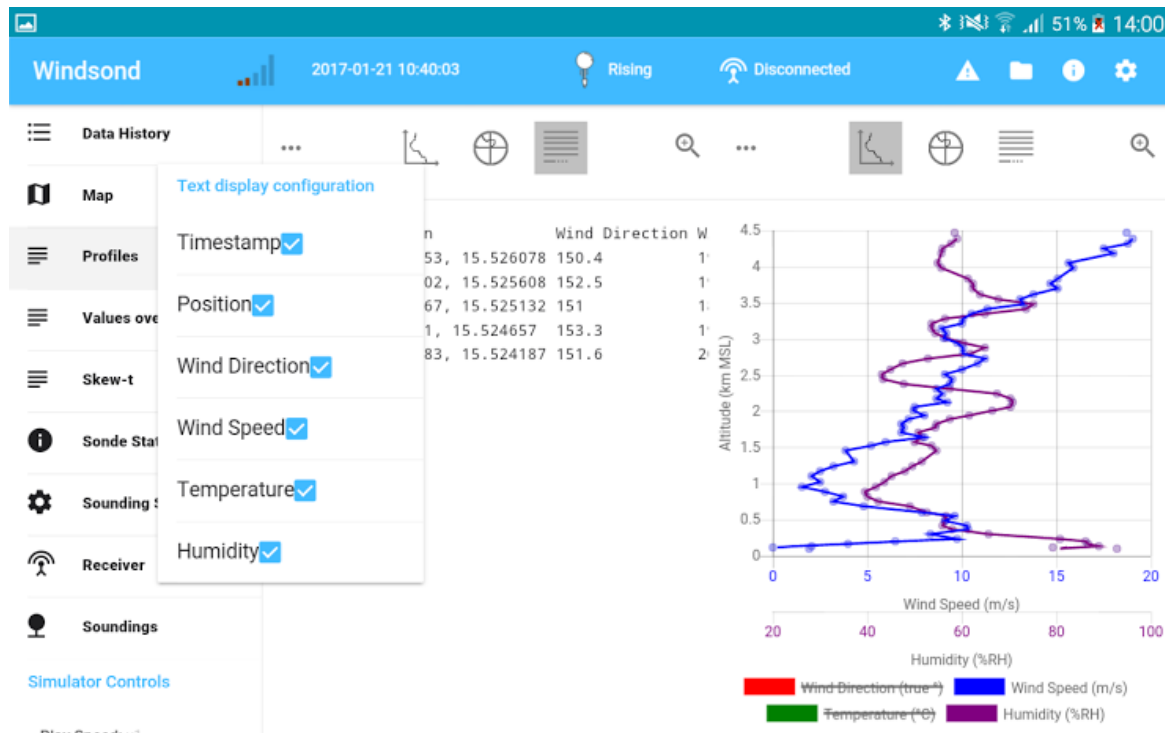 51% 14:00
Windsond 2017-01-21 10:40:03 Rising Disconnected
Data History
Map
Profiles
Values ove
Skew-t
Sonde Stat
Sounding
Receiver
Soundings
Simulator Controls
Text display configuration
Timestamp
Position
Wind Direction
Wind Speed
Temperature
Humidity
n Wind Direction W
53, 15.526078 150.4
02, 15.525608 152.5
67, 15.525132 151
1, 15.524657 153.3
83, 15.524187 151.6
Altitude (km MSL)
4.5
4
3.5
3
2.5
2
1.5
1
0.5
0
0 5 10 15 20
Wind Speed (m/s)
20 40 60 80 100
Humidity (%RH)
Wind Direction (true °) Wind Speed (m/s)
Temperature (°C) Humidity (%RH)